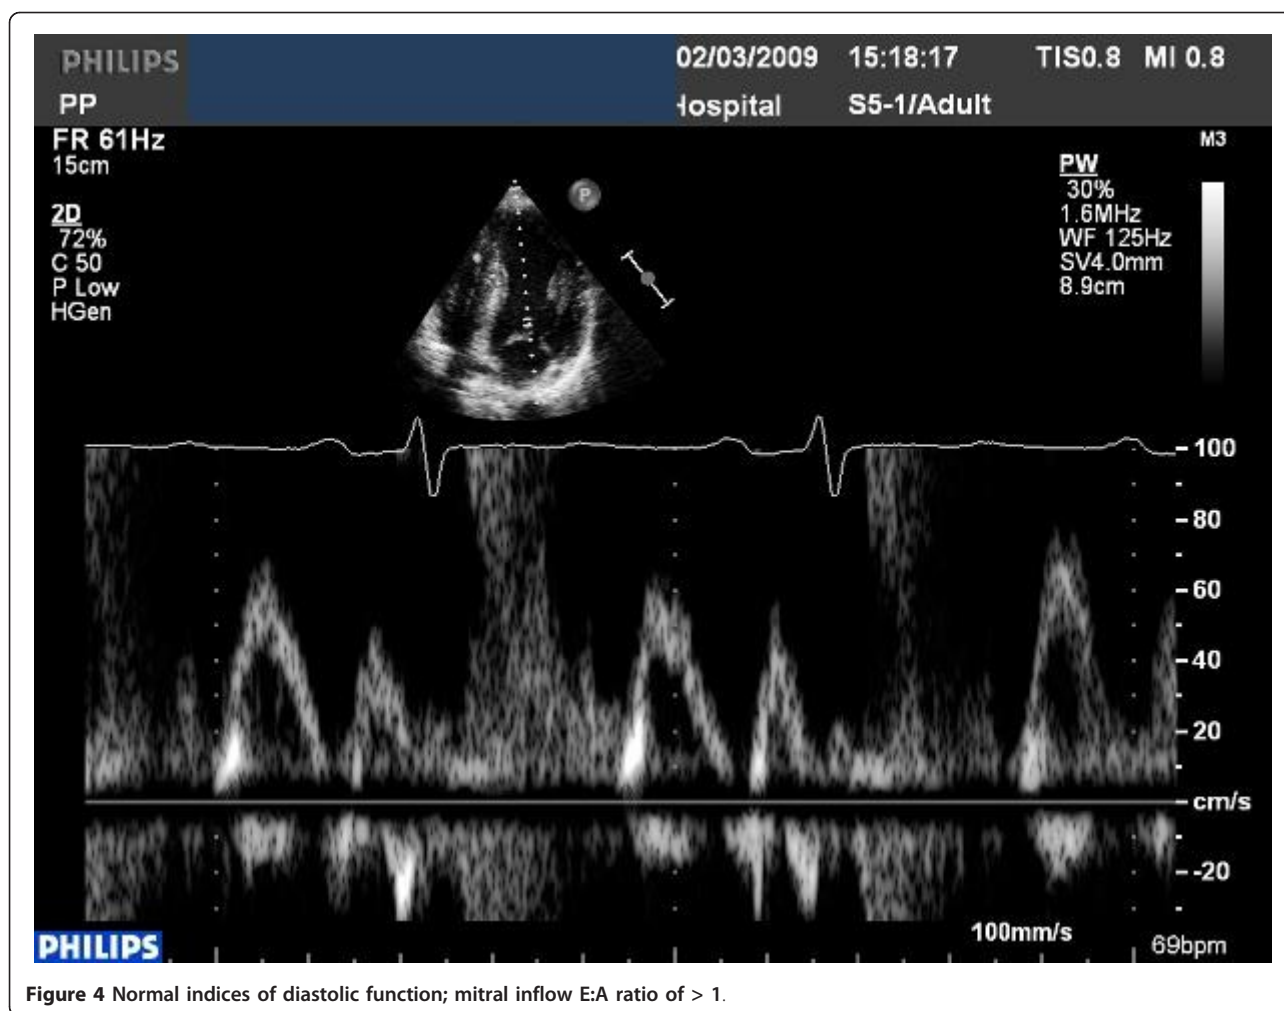 PHILIPS 02/03/2009 15:18:17 TIS0.8 MI 0.8
PP Hospital S5-1/Adult
FR 61Hz
15cm
2D
72%
C 50
P Low
HGen
P
M3
PW
30%
1.6MHz
WF 125Hz
SV4.0mm
8.9cm
100
80
60
40
20
cm/s
-20
100mm/s
PHILIPS 69bpm
Figure 4 Normal indices of diastolic function; mitral inflow E:A ratio of > 1.